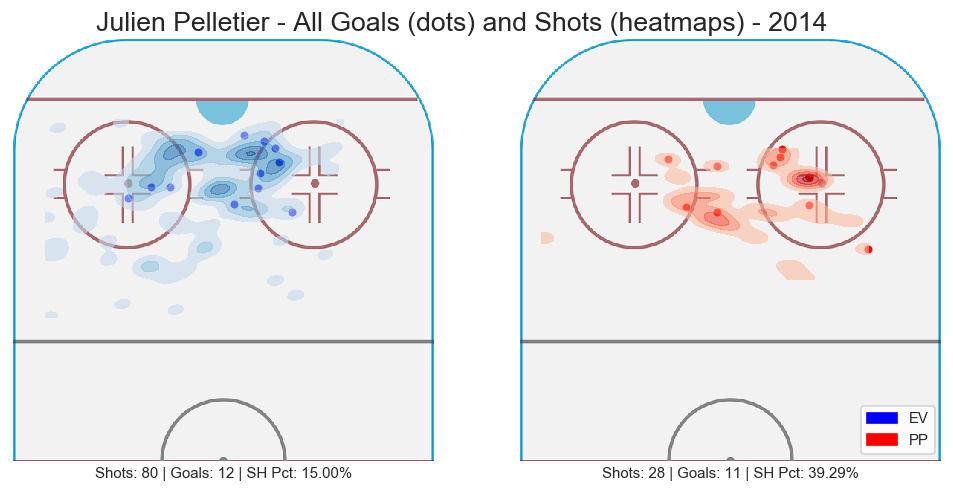 Julien Pelletier - All Goals (dots) and Shots (heatmaps) - 2014
EV
PP
Shots: 80 | Goals: 12 | SH Pct: 15.00%
Shots: 28 | Goals: 11 | SH Pct: 39.29%